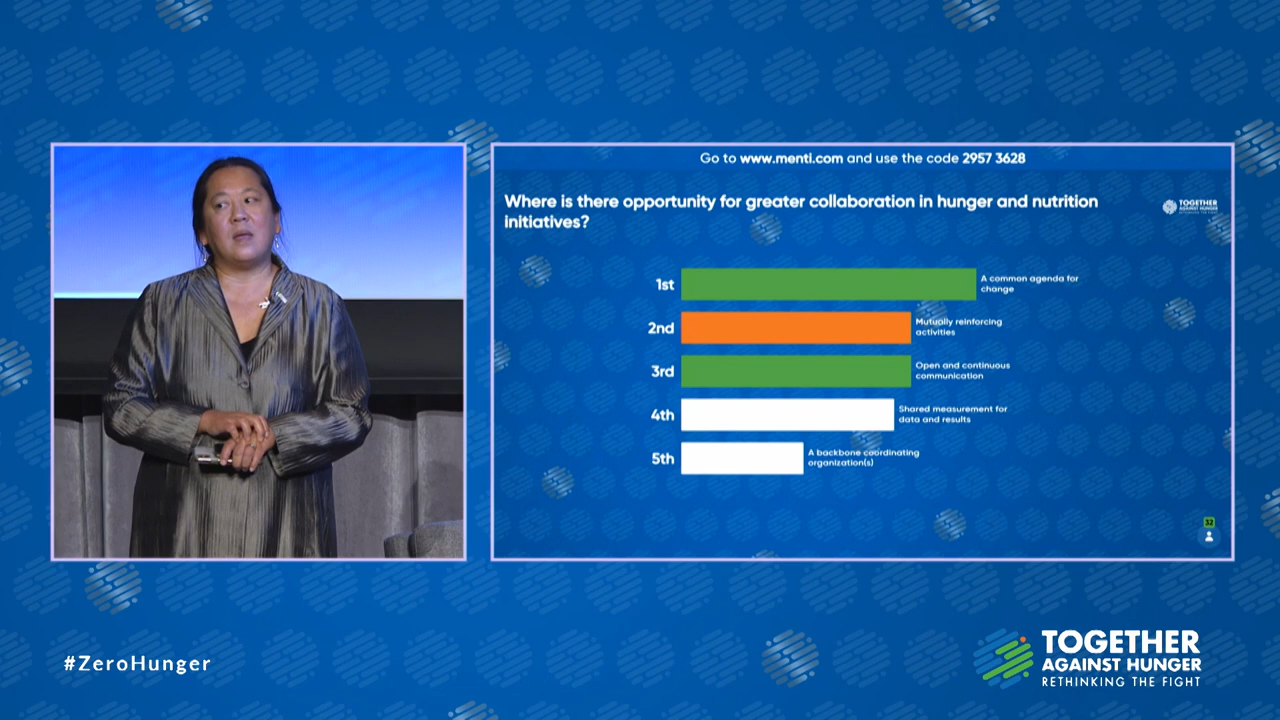 Go to www.menti.com and use the code 2957 3628
Where is there opportunity for greater collaboration in hunger and nutrition
initiatives?
TOGETHER
AGAINST HUNGER
RETHINKING THE FIGHT
1st
A common agenda for
change
2nd
Mutually reinforcing
activities
3rd
Open and continuous
communication
4th
Shared measurement for
data and results
5th
A backbone coordinating
organization(s)
32
#ZeroHunger
TOGETHER
AGAINST HUNGER
RETHINKING THE FIGHT